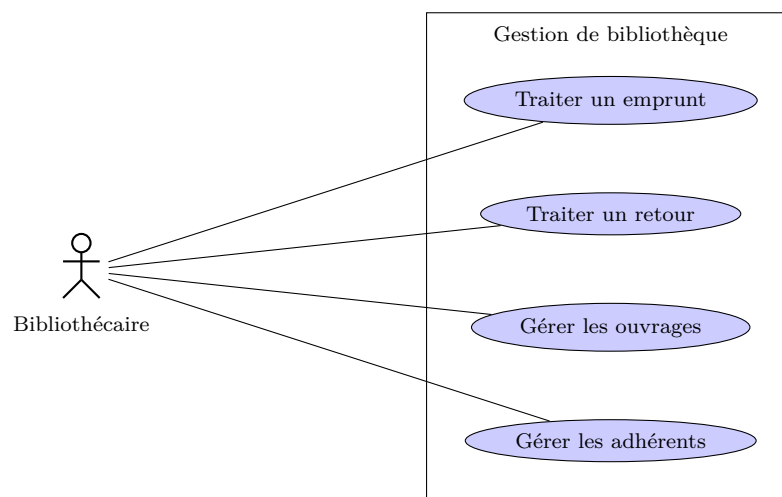 Gestion de bibliothèque
Traiter un emprunt
Traiter un retour
Bibliothécaire
Gérer les ouvrages
Gérer les adhérents